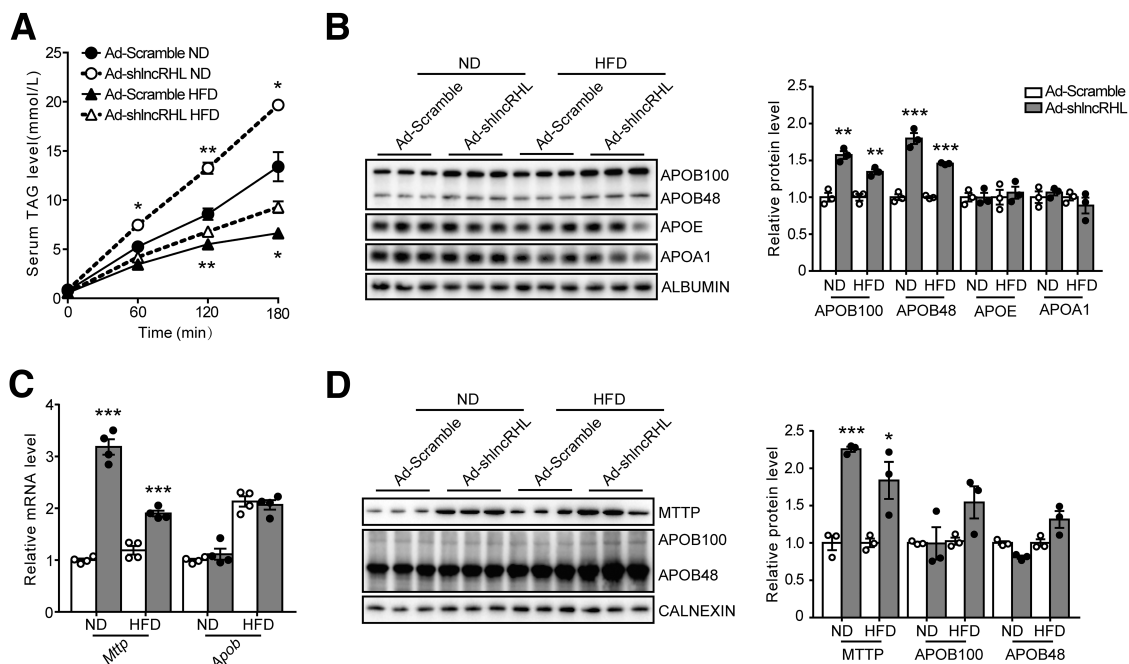 A
Serum TAG level(mmol/L)
25
20
15
10
5
0
0 60 120 180
Time (min)
Ad-Scramble ND
Ad-shlncRHL ND
Ad-Scramble HFD
Ad-shlncRHL HFD
*
**
*
**
*
B
ND HFD
Ad-Scramble Ad-shlncRHL Ad-Scramble Ad-shlncRHL
APOB100
APOB48
APOE
APOA1
ALBUMIN
Relative protein level
2.5
2.0
1.5
1.0
0.5
0
Ad-Scramble
Ad-shlncRHL
** ** *** ***
ND HFD ND HFD ND HFD ND HFD
APOB100 APOB48 APOE APOA1
C
Relative mRNA level
4
3
2
1
0
*** ***
ND HFD ND HFD
Mttp Apob
D
ND HFD
Ad-Scramble Ad-shlncRHL Ad-Scramble Ad-shlncRHL
MTTP
APOB100
APOB48
CALNEXIN
Relative protein level
2.5
2.0
1.5
1.0
0.5
0
*** *
ND HFD ND HFD ND HFD
MTTP APOB100 APOB48